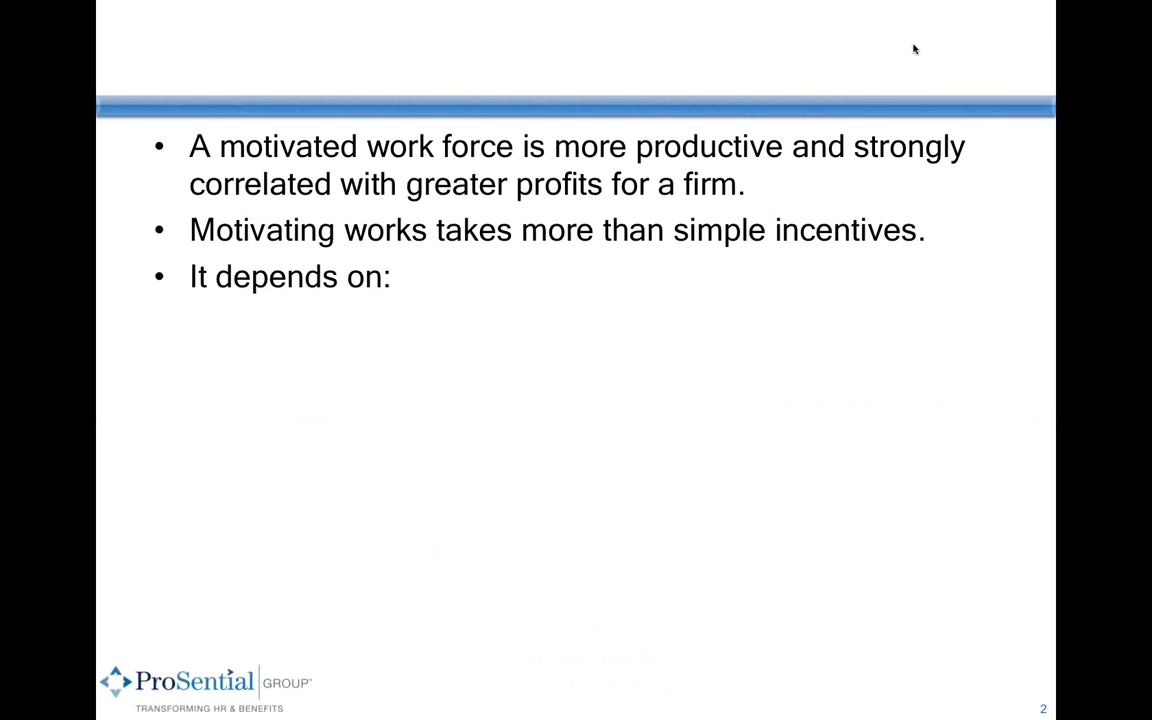 • A motivated work force is more productive and strongly
correlated with greater profits for a firm.
• Motivating works takes more than simple incentives.
• It depends on:
ProSential GROUP™
TRANSFORMING HR & BENEFITS
2